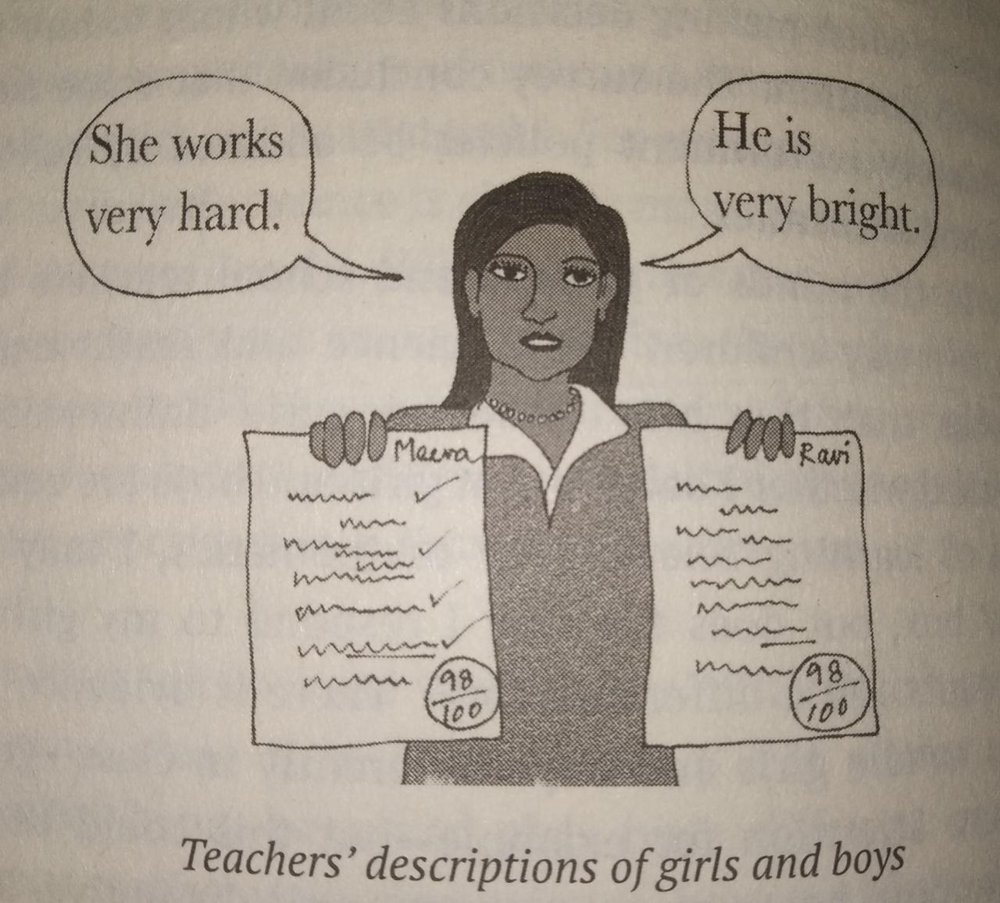 She works
very hard.
He is
very bright.
Meena
Ravi
98
100
98
100
Teachers' descriptions of girls and boys